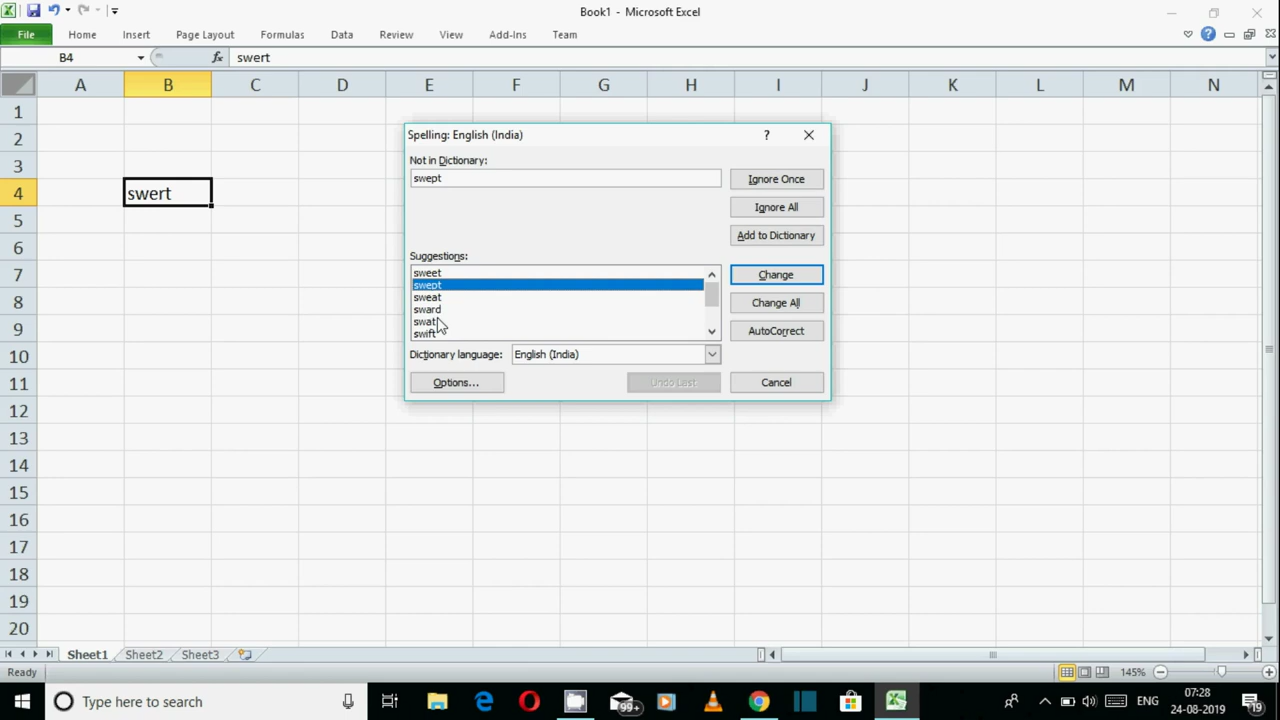 Book1 - Microsoft Excel
File Home Insert Page Layout Formulas Data Review View Add-Ins Team
B4 fx swert
A B C D E F G H I J K L M N
1
2
3
4 swert
5
6
7
8
9
10
11
12
13
14
15
16
17
18
19
20
Spelling: English (India) ?
Not in Dictionary:
swept Ignore Once
Ignore All
Add to Dictionary
Suggestions:
sweet Change
swept
sweat
sward Change All
swat
swift AutoCorrect
Dictionary language: English (India)
Options... Undo Last Cancel
Sheet1 Sheet2 Sheet3
Ready 145%
Type here to search 99+ ENG 07:28
24-08-2019 19